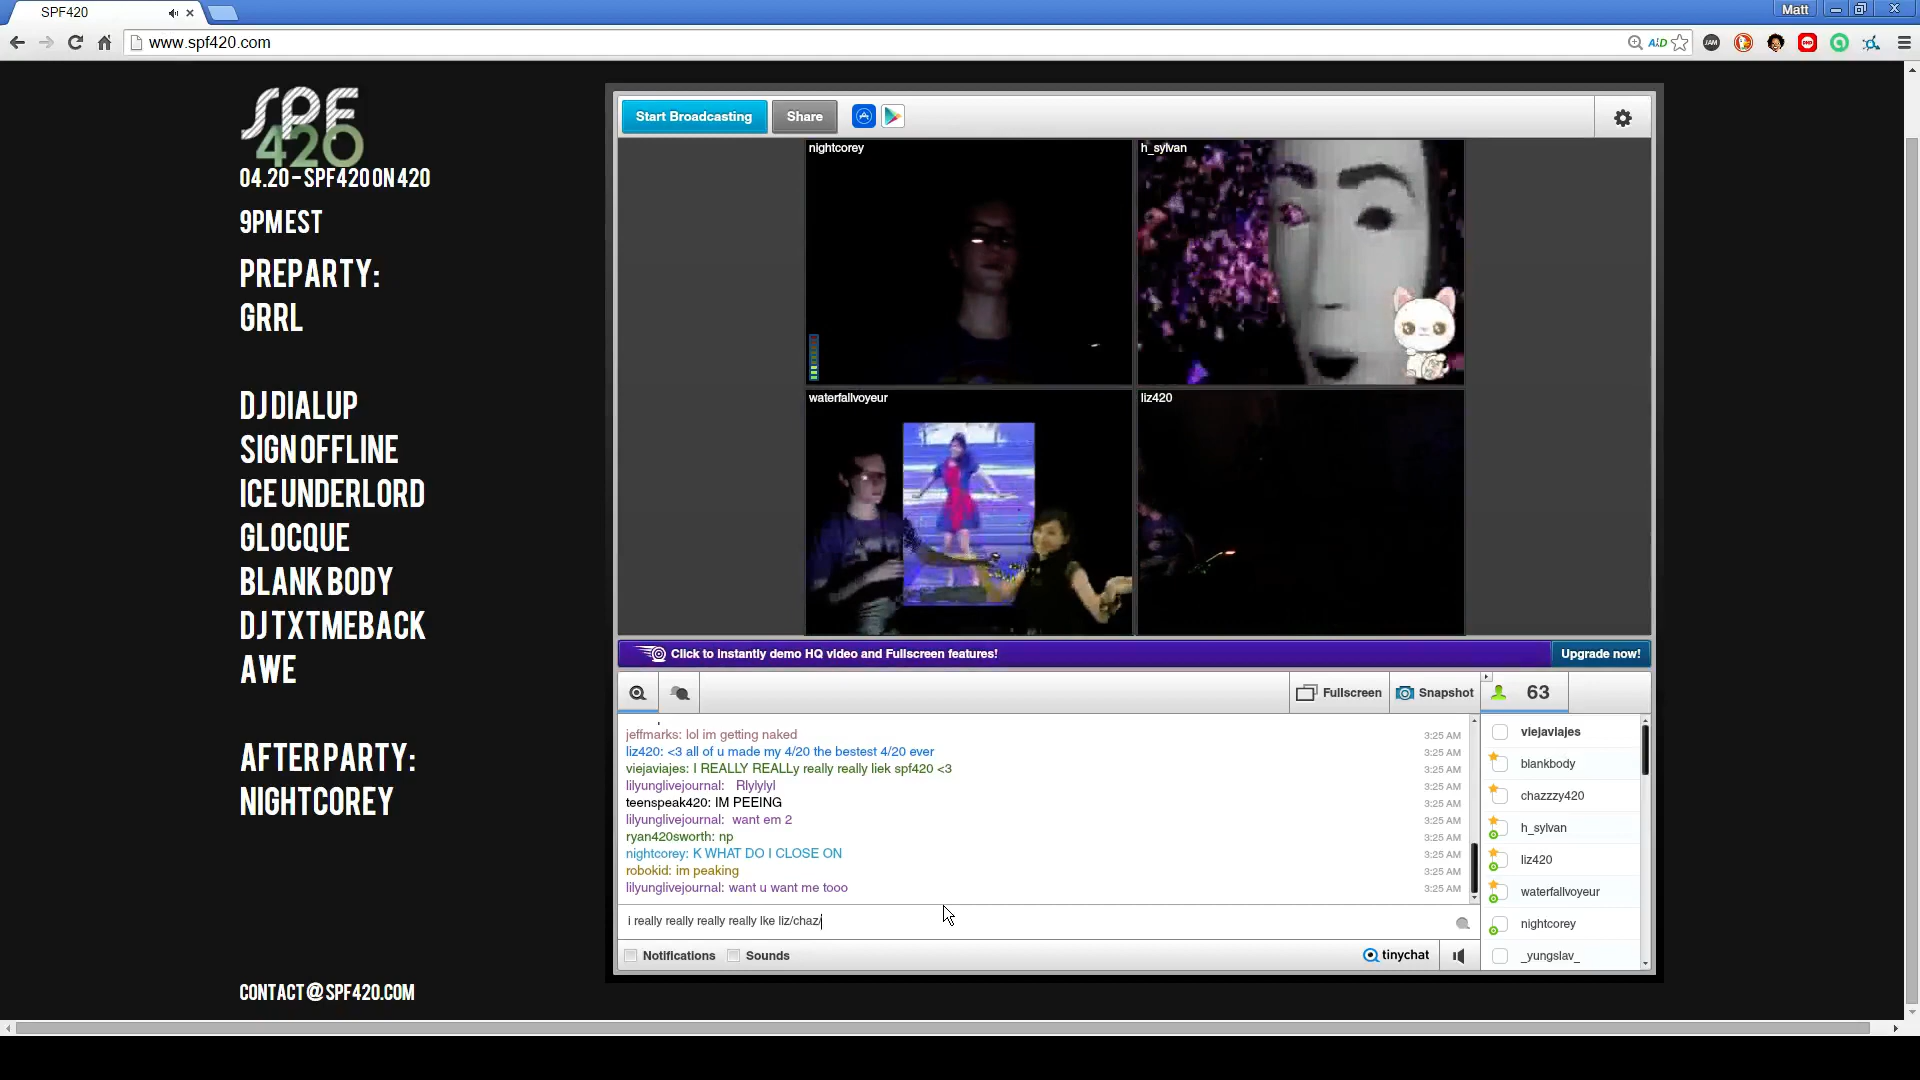 SPF420
Matt
www.spf420.com
SPF
420
04.20 - SPF420 ON 420
9PM EST
PREPARTY:
GRRL
DJ DIALUP
SIGN OFFLINE
ICE UNDERLORD
GLOCQUE
BLANK BODY
DJ TXTMEBACK
AWE
AFTER PARTY:
NIGHTCOREY
CONTACT@SPF420.COM
Start Broadcasting
Share
nightcorey
h_sylvan
waterfallvoyeur
liz420
Click to instantly demo HQ video and Fullscreen features!
Upgrade now!
Fullscreen
Snapshot
63
jeffmarks: lol im getting naked 3:25 AM
liz420: <3 all of u made my 4/20 the bestest 4/20 ever 3:25 AM
viejaviajes: I REALLY REALLy really really liek spf420 <3 3:25 AM
lilyunglivejournal: Rlylylyl 3:25 AM
teenspeak420: IM PEEING 3:25 AM
lilyunglivejournal: want em 2 3:25 AM
ryan420sworth: np 3:25 AM
nightcorey: K WHAT DO I CLOSE ON 3:25 AM
robokid: im peaking 3:25 AM
lilyunglivejournal: want u want me tooo 3:25 AM
i really really really really lke liz/chaz/
Notifications
Sounds
tinychat
viejaviajes
blankbody
chazzzy420
h_sylvan
liz420
waterfallvoyeur
nightcorey
_yungslav_